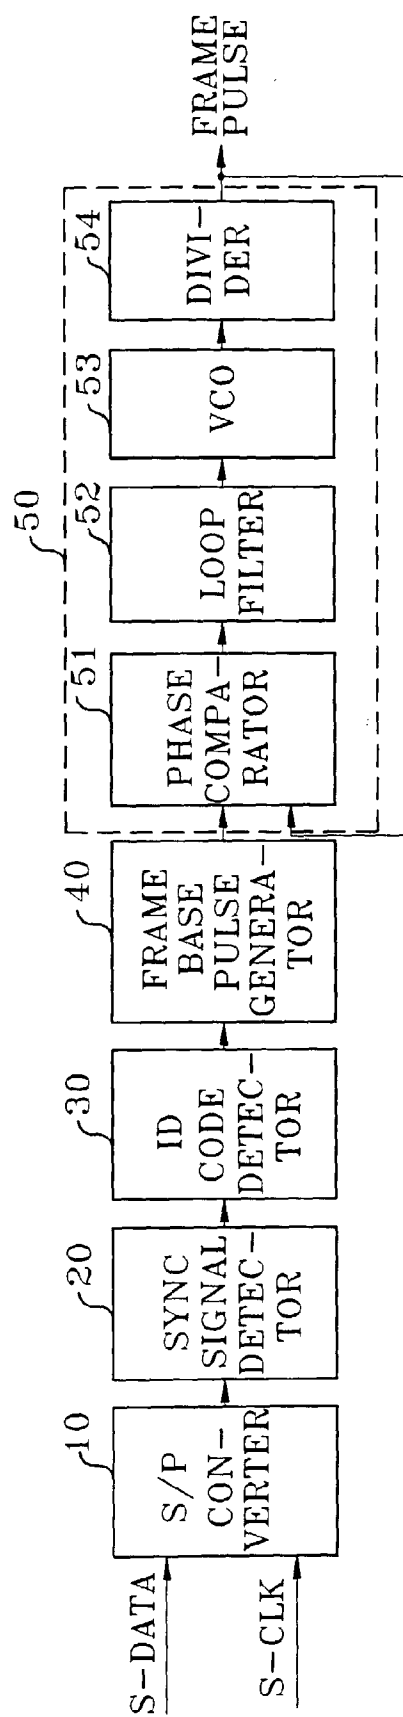 S-DATA
S-CLK
10
S/P
CON-
VERTER
20
SYNC
SIGNAL
DETEC-
TOR
30
ID
CODE
DETEC-
TOR
40
FRAME
BASE
PULSE
GENERA-
TOR
50
51
PHASE
COMPA-
RATOR
52
LOOP
FILTER
53
VCO
54
DIVI-
DER
FRAME
PULSE